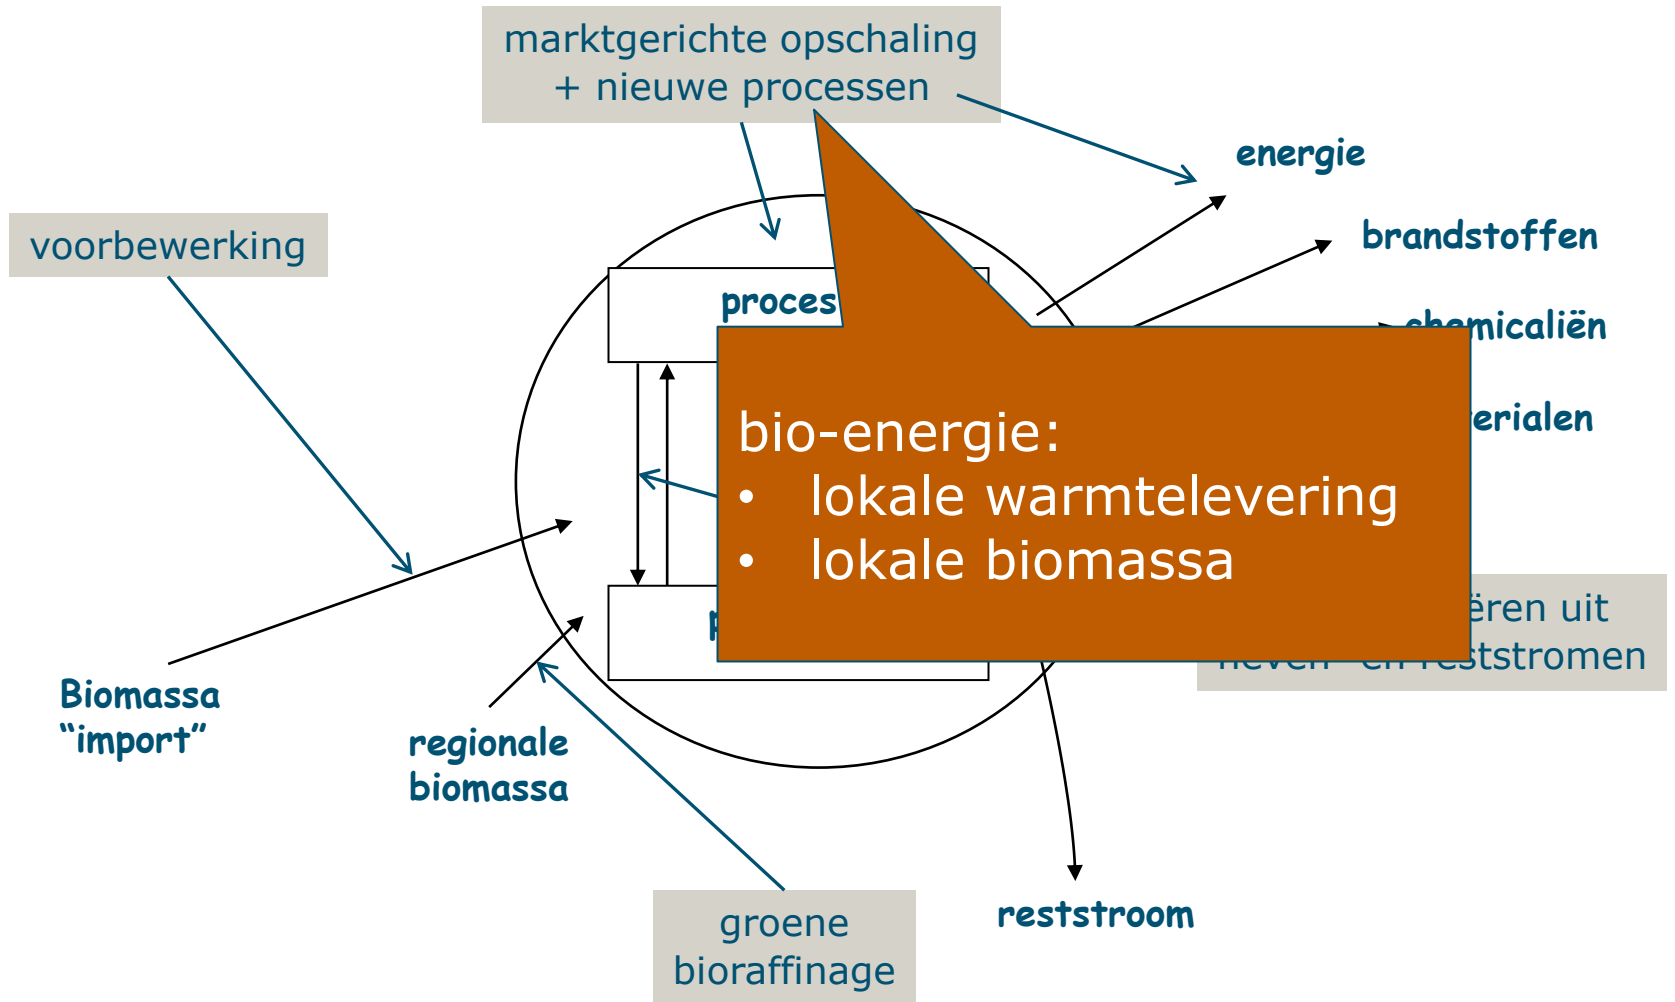 marktgerichte opschaling
+ nieuwe processen
energie
voorbewerking
brandstoffen
proces
bio-energie:
• lokale warmtelevering
• lokale biomassa
uit
Biomassa
“import”
regionale
biomassa
groene
bioraffinage
reststroom